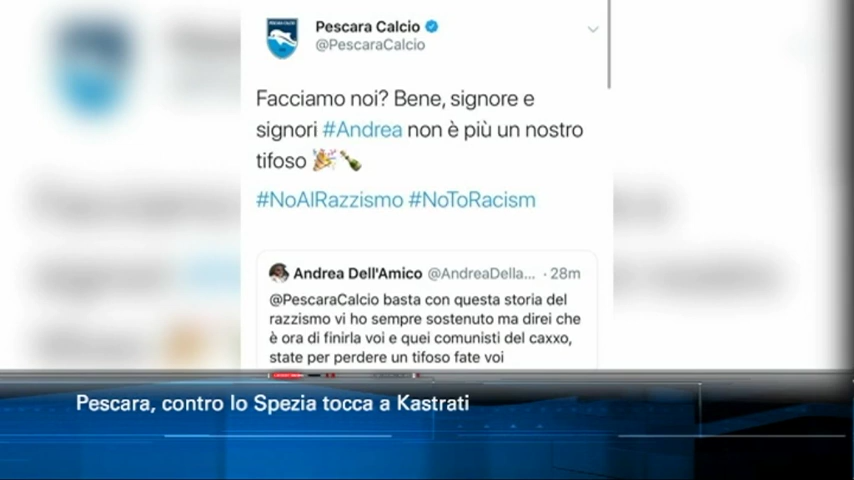 Pescara Calcio
@PescaraCalcio
Facciamo noi? Bene, signore e
signori #Andrea non è più un nostro
tifoso 🎉🍾
#NoAlRazzismo #NoToRacism
Andrea Dell'Amico @AndreaDella... · 28m
@PescaraCalcio basta con questa storia del
razzismo vi ho sempre sostenuto ma direi che
è ora di finirla voi e quei comunisti del caxxo,
state per perdere un tifoso fate voi
Pescara, contro lo Spezia tocca a Kastrati